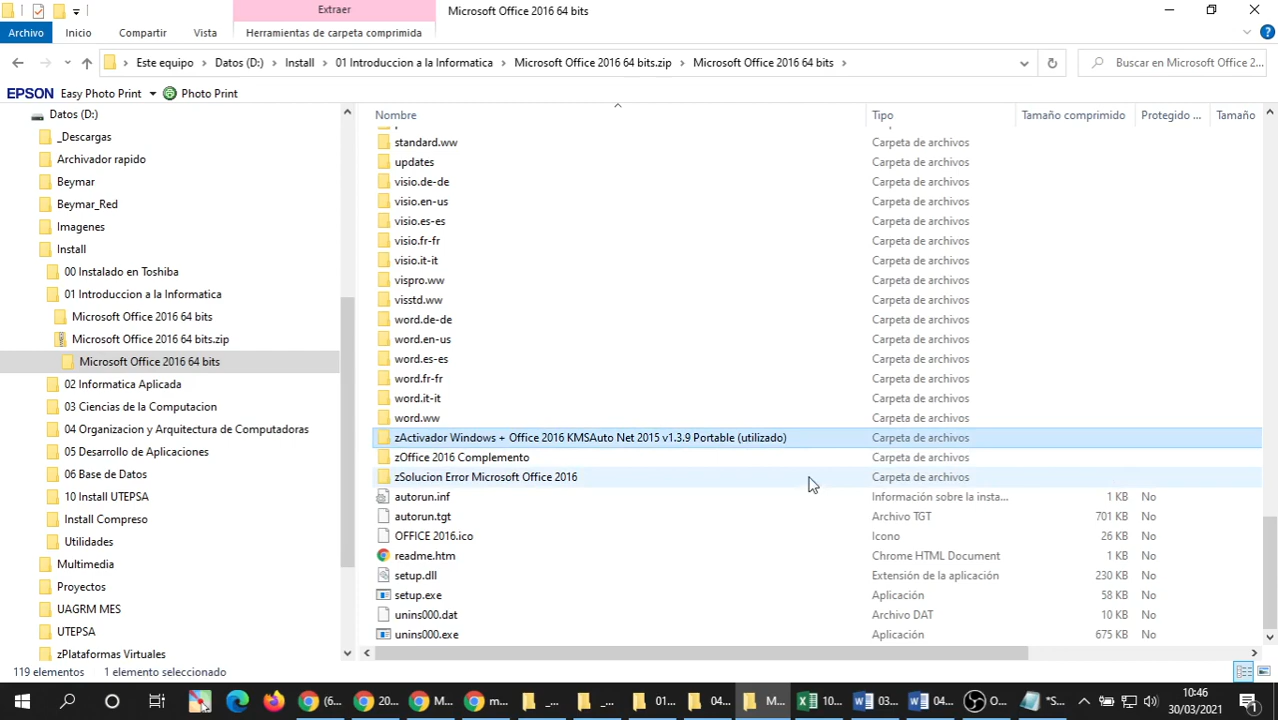 Extraer
Microsoft Office 2016 64 bits
Archivo
Inicio
Compartir
Vista
Herramientas de carpeta comprimida
Este equipo > Datos (D:) > Install > 01 Introduccion a la Informatica > Microsoft Office 2016 64 bits.zip > Microsoft Office 2016 64 bits >
Buscar en Microsoft Office 2...
EPSON Easy Photo Print Photo Print
Datos (D:)
_Descargas
Archivador rapido
Beymar
Beymar_Red
Imagenes
Install
00 Instalado en Toshiba
01 Introduccion a la Informatica
Microsoft Office 2016 64 bits
Microsoft Office 2016 64 bits.zip
Microsoft Office 2016 64 bits
02 Informatica Aplicada
03 Ciencias de la Computacion
04 Organizacion y Arquitectura de Computadoras
05 Desarrollo de Aplicaciones
06 Base de Datos
10 Install UTEPSA
Install Compreso
Utilidades
Multimedia
Proyectos
UAGRM MES
UTEPSA
zPlataformas Virtuales
Nombre Tipo Tamaño comprimido Protegido ... Tamaño
standard.ww Carpeta de archivos
updates Carpeta de archivos
visio.de-de Carpeta de archivos
visio.en-us Carpeta de archivos
visio.es-es Carpeta de archivos
visio.fr-fr Carpeta de archivos
visio.it-it Carpeta de archivos
vispro.ww Carpeta de archivos
visstd.ww Carpeta de archivos
word.de-de Carpeta de archivos
word.en-us Carpeta de archivos
word.es-es Carpeta de archivos
word.fr-fr Carpeta de archivos
word.it-it Carpeta de archivos
word.ww Carpeta de archivos
zActivador Windows + Office 2016 KMSAuto Net 2015 v1.3.9 Portable (utilizado) Carpeta de archivos
zOffice 2016 Complemento Carpeta de archivos
zSolucion Error Microsoft Office 2016 Carpeta de archivos
autorun.inf Información sobre la insta... 1 KB No
autorun.tgt Archivo TGT 701 KB No
OFFICE 2016.ico Icono 26 KB No
readme.htm Chrome HTML Document 1 KB No
setup.dll Extensión de la aplicación 230 KB No
setup.exe Aplicación 58 KB No
unins000.dat Archivo DAT 10 KB No
unins000.exe Aplicación 675 KB No
119 elementos 1 elemento seleccionado
(6... 20... M... m... _... _... 01... 04... M... 10... 03... 04... O... *S...
10:46
30/03/2021